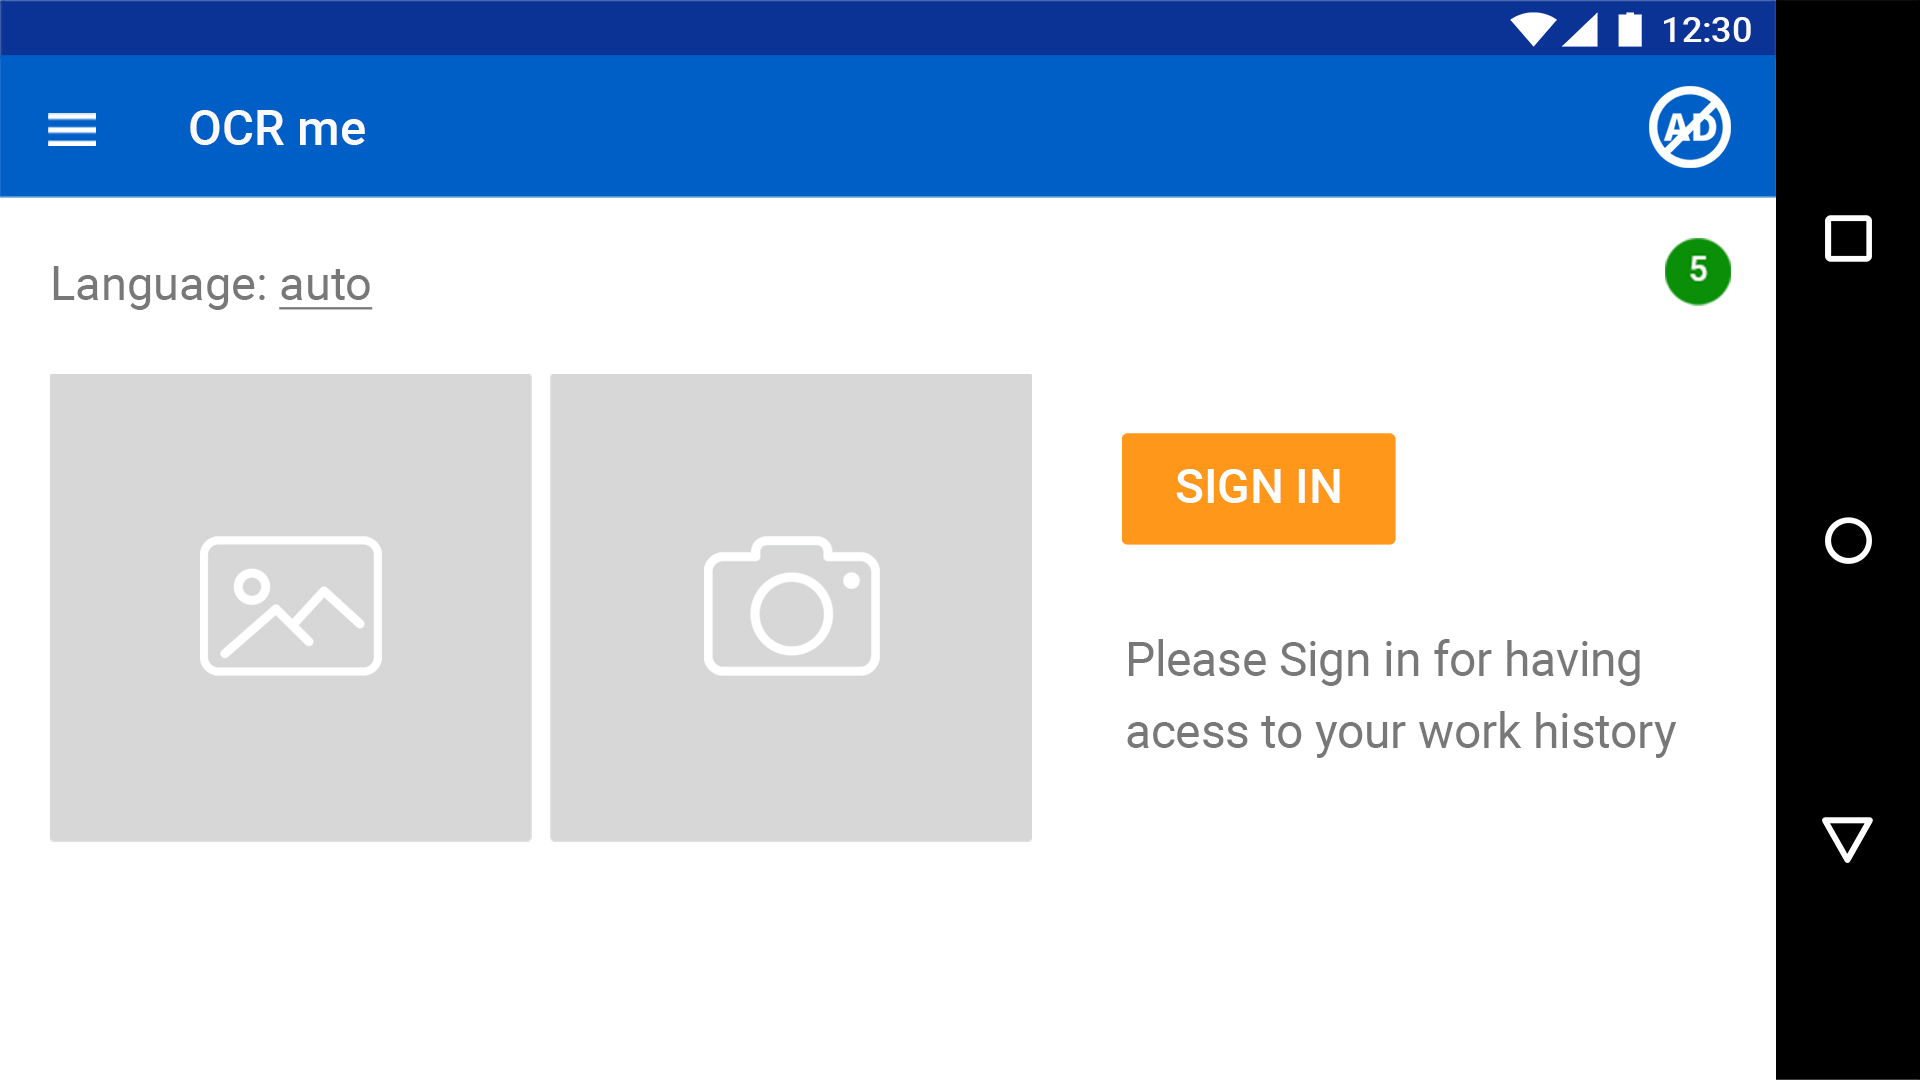 12:30
OCR me
AD
Language: auto
5
SIGN IN
Please Sign in for having
acess to your work history